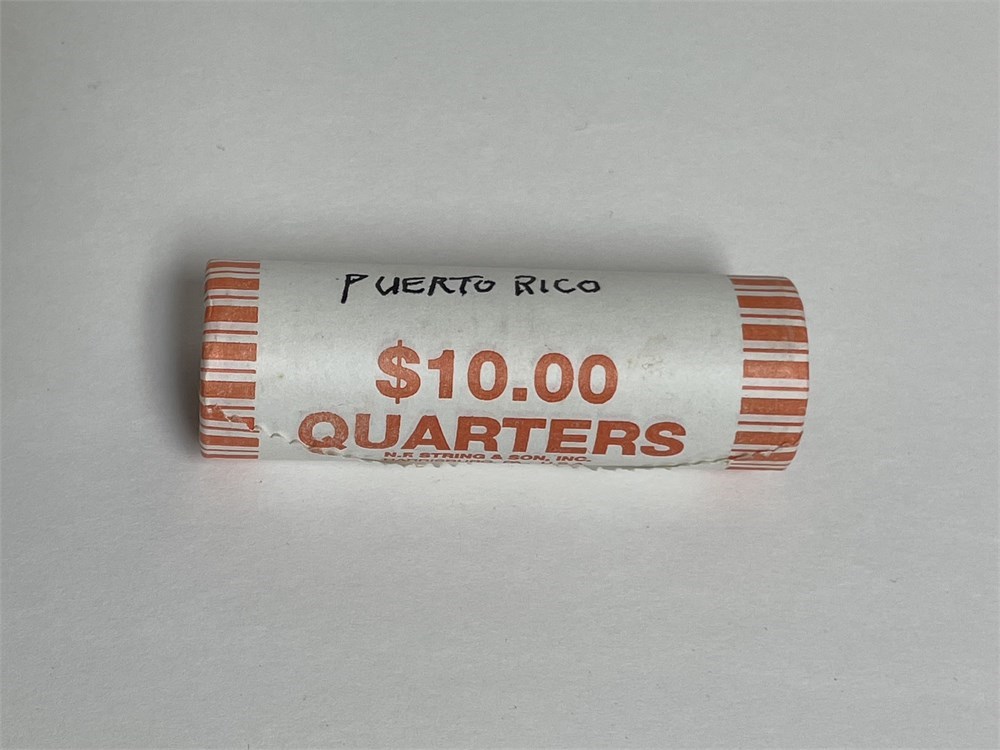 PUERTO RICO
$10.00
QUARTERS
N.F. STRING & SON, INC.